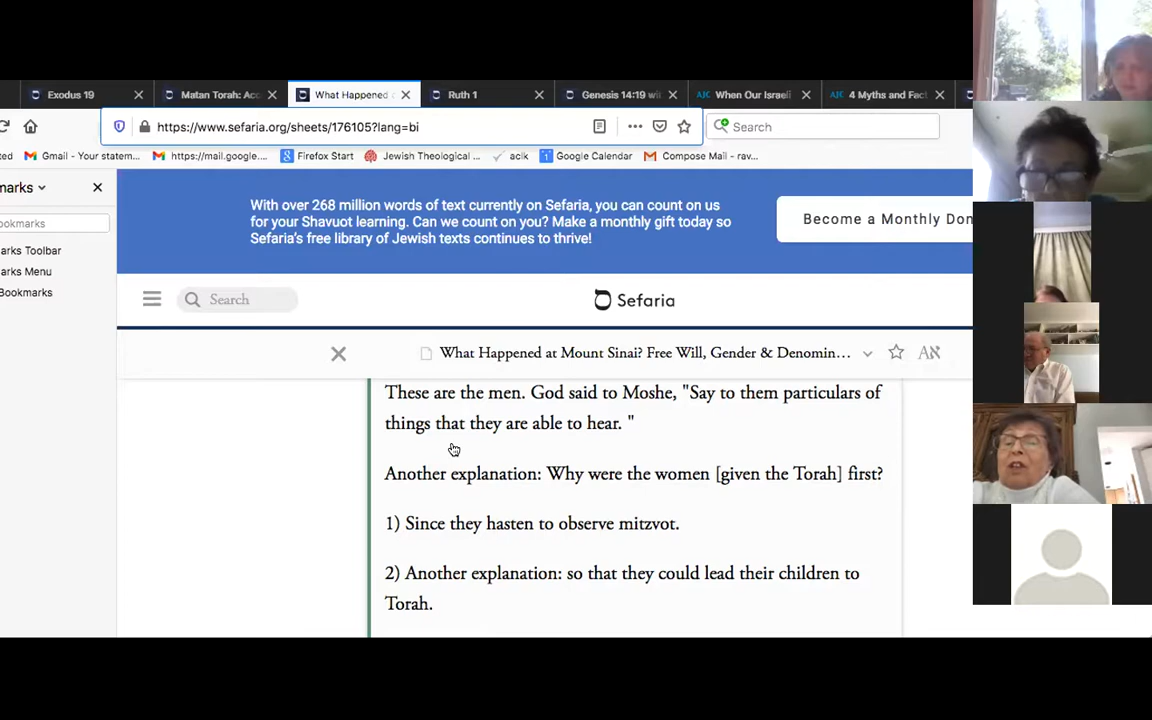 Exodus 19
Matan Torah: Acc
What Happened
Ruth 1
Genesis 14:19 wi
When Our Israeli
4 Myths and Fact
https://www.sefaria.org/sheets/176105?lang=bi
Search
Gmail - Your statem...
https://mail.google...
Firefox Start
Jewish Theological ...
acik
Google Calendar
Compose Mail - rav...
marks
ookmarks
arks Toolbar
arks Menu
Bookmarks
With over 268 million words of text currently on Sefaria, you can count on us
for your Shavuot learning. Can we count on you? Make a monthly gift today so
Sefaria's free library of Jewish texts continues to thrive!
Become a Monthly Don
Search
Sefaria
What Happened at Mount Sinai? Free Will, Gender & Denomin...
These are the men. God said to Moshe, "Say to them particulars of
things that they are able to hear. "
Another explanation: Why were the women [given the Torah] first?
1) Since they hasten to observe mitzvot.
2) Another explanation: so that they could lead their children to
Torah.